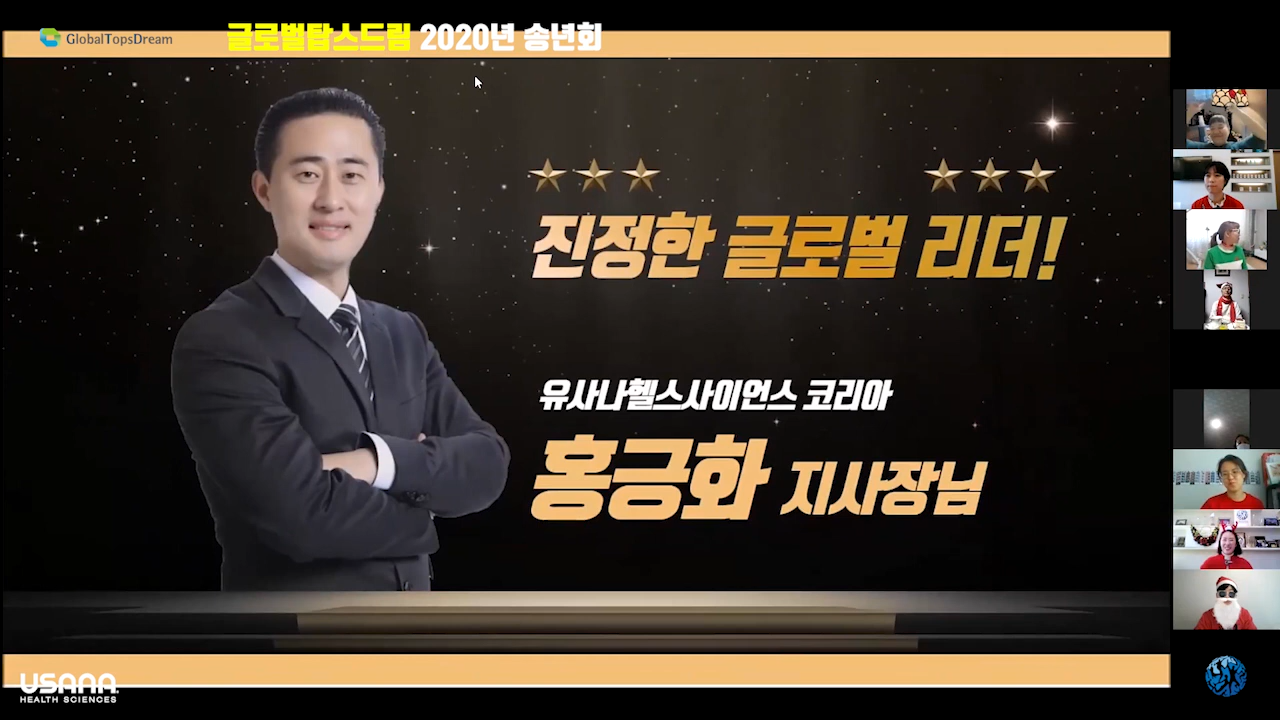 GlobalTopsDream
글로벌탑스드림 2020년 송년회
진정한 글로벌 리더!
유사나헬스사이언스 코리아
홍긍화 지사장님
USANA
HEALTH SCIENCES